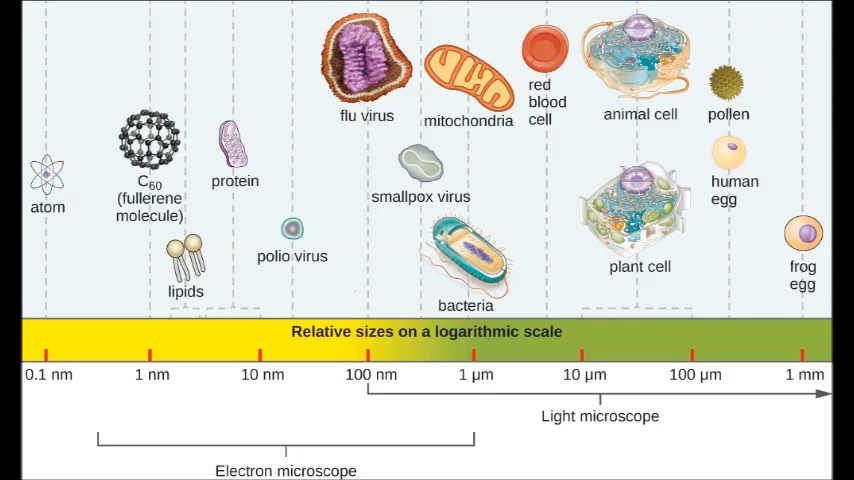 flu virus
mitochondria
red
blood
cell
animal cell
pollen
atom
C60
(fullerene
molecule)
protein
smallpox virus
human
egg
lipids
polio virus
bacteria
plant cell
frog
egg
Relative sizes on a logarithmic scale
0.1 nm 1 nm 10 nm 100 nm 1 μm 10 μm 100 μm 1 mm
Light microscope
Electron microscope